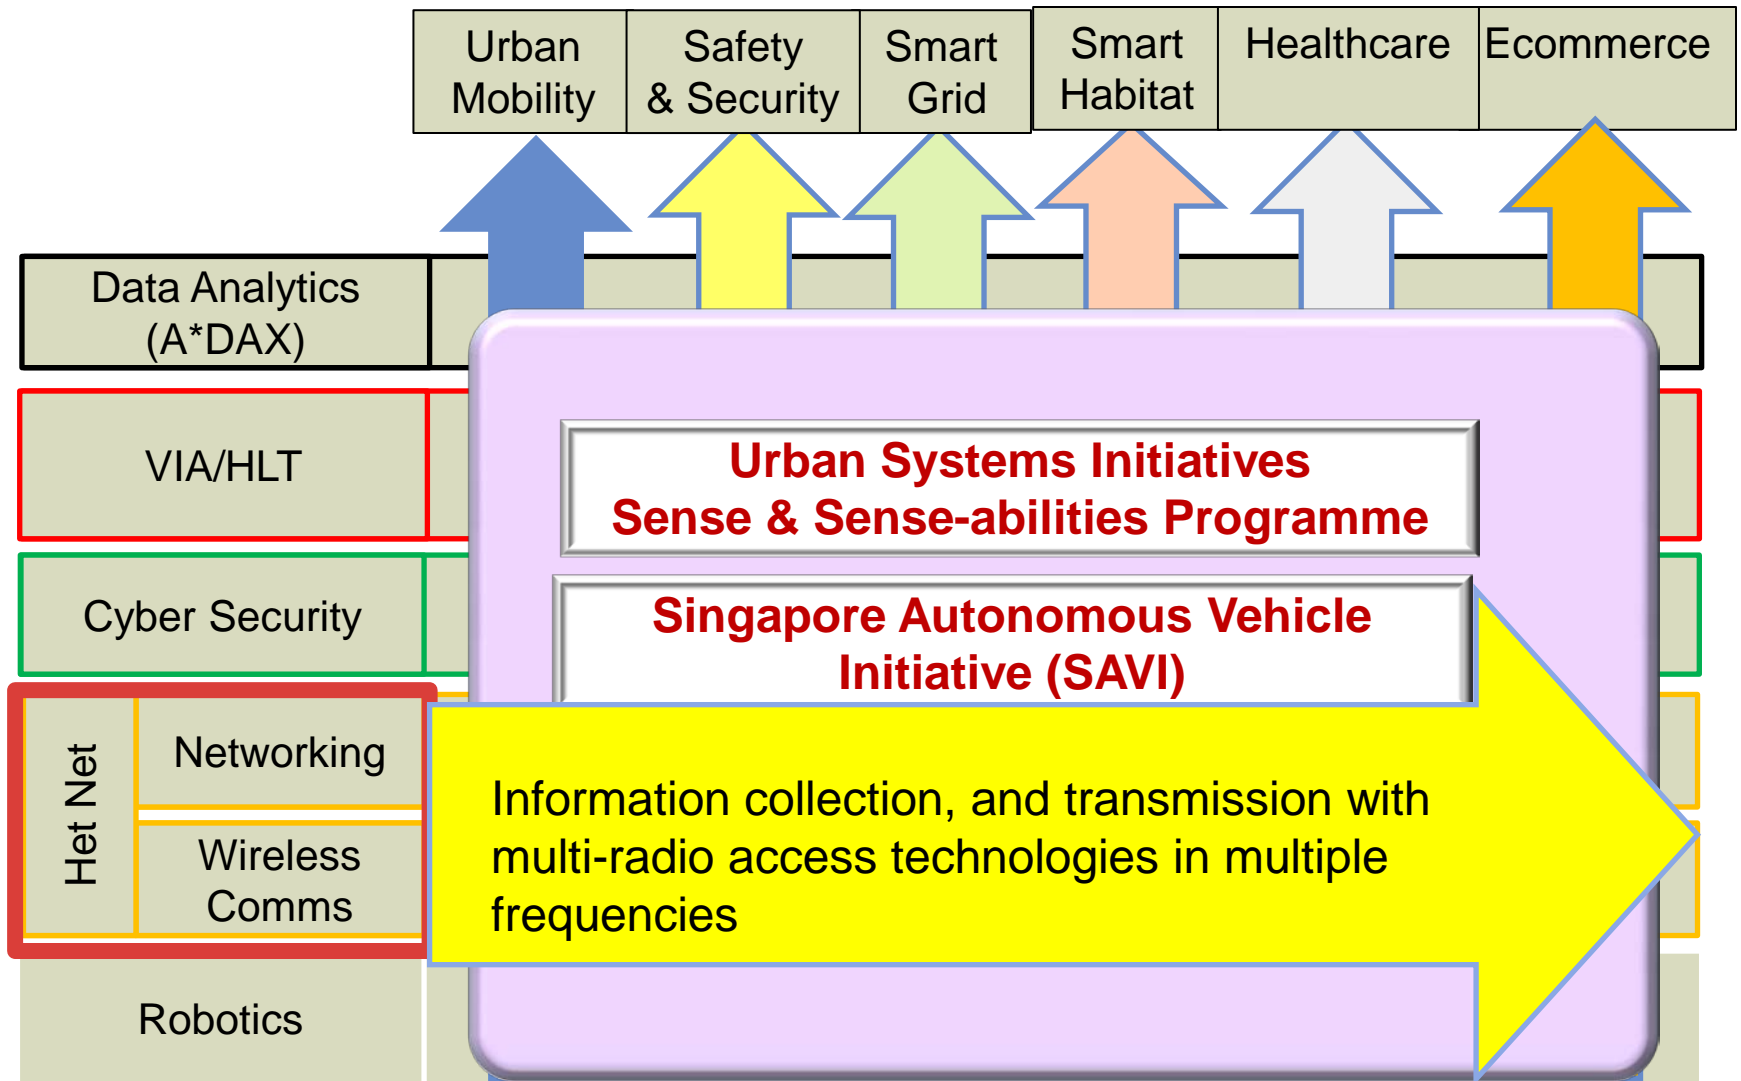 Urban
Mobility
Safety
& Security
Smart
Grid
Smart
Habitat
Healthcare
Ecommerce
Data Analytics
(A*DAX)
VIA/HLT
Cyber Security
Het Net
Networking
Wireless
Comms
Robotics
Urban Systems Initiatives
Sense & Sense-abilities Programme
Singapore Autonomous Vehicle
Initiative (SAVI)
Information collection, and transmission with
multi-radio access technologies in multiple
frequencies